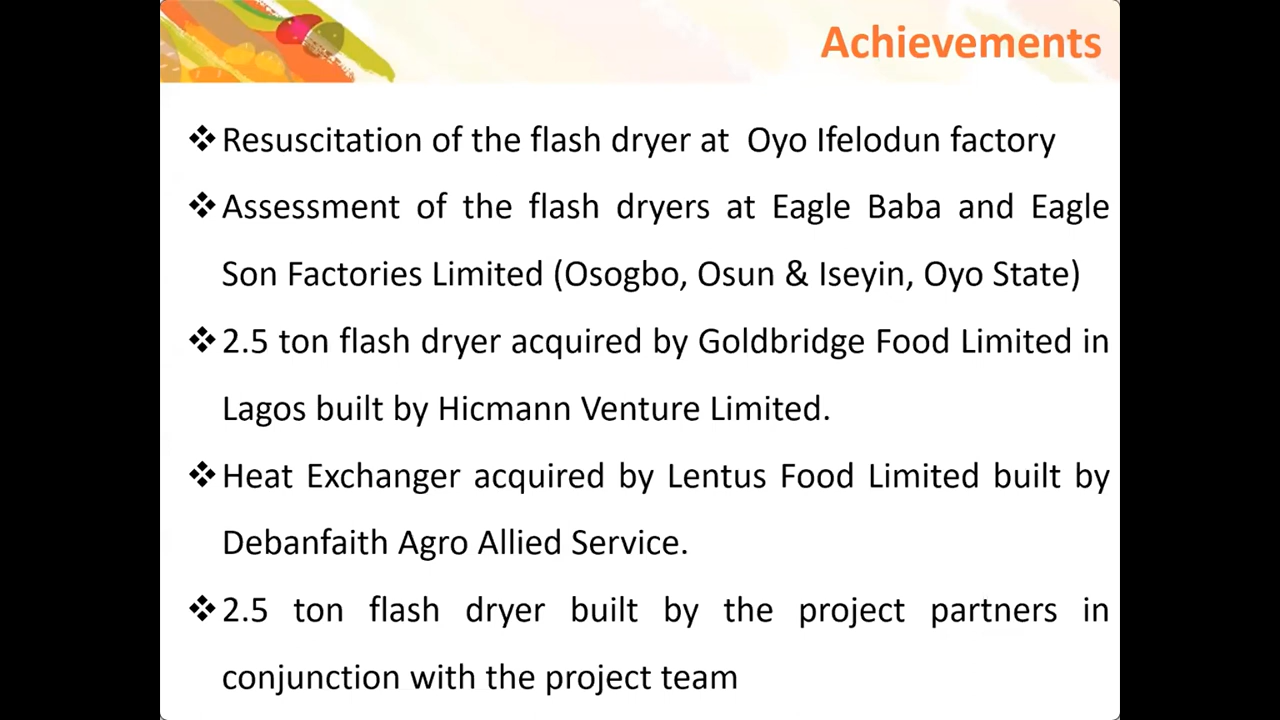 Achievements
❖Resuscitation of the flash dryer at  Oyo Ifelodun factory
❖Assessment of the flash dryers at Eagle Baba and Eagle
Son Factories Limited (Osogbo, Osun & Iseyin, Oyo State)
❖2.5 ton flash dryer acquired by Goldbridge Food Limited in
Lagos built by Hicmann Venture Limited.
❖Heat Exchanger acquired by Lentus Food Limited built by
Debanfaith Agro Allied Service.
❖2.5 ton flash dryer built by the project partners in
conjunction with the project team